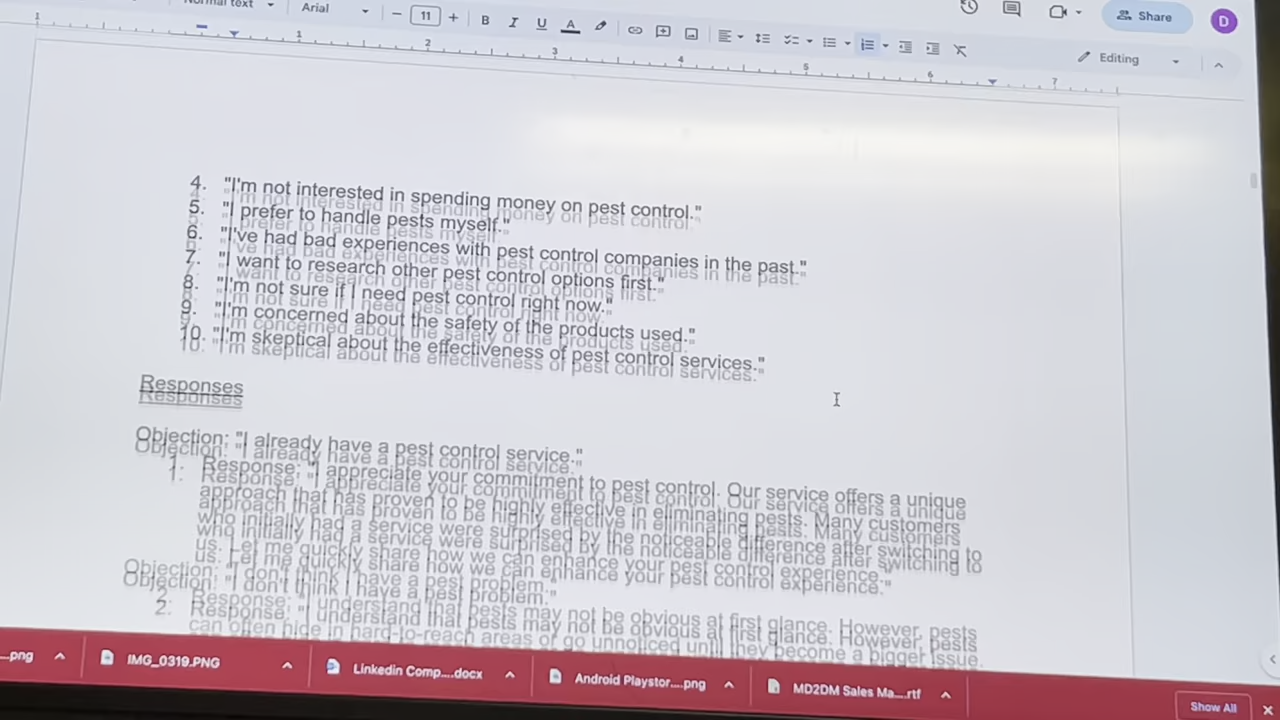 Normal text Arial 11 B I U A Share D
1 1 2 3 4 5 6 7
Editing
4. "I'm not interested in spending money on pest control."
5. "I prefer to handle pests myself."
6. "I've had bad experiences with pest control companies in the past."
7. "I want to research other pest control options first."
8. "I'm not sure if I need pest control right now."
9. "I'm concerned about the safety of the products used."
10. "I'm skeptical about the effectiveness of pest control services."
Responses
Objection: "I already have a pest control service."
1. Response: "I appreciate your commitment to pest control. Our service offers a unique
approach that has proven to be highly effective in eliminating pests. Many customers
who initially had a service were surprised by the noticeable difference after switching to
us. Let me quickly share how we can enhance your pest control experience."
Objection: "I don't think I have a pest problem."
2. Response: "I understand that pests may not be obvious at first glance. However, pests
can often hide in hard-to-reach areas or go unnoticed until they become a bigger issue.
...png IMG_0319.PNG Linkedin Comp....docx Android Playstor....png MD2DM Sales Ma....rtf Show All